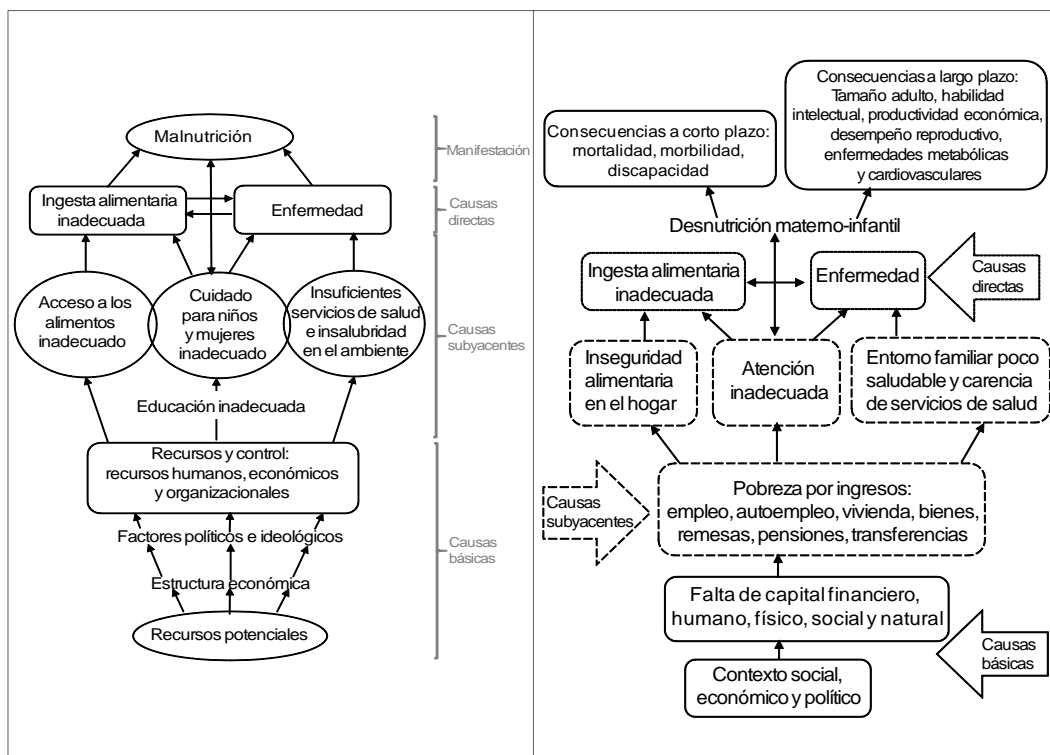 Malnutrición
Manifestación
Ingesta alimentaria
inadecuada
Enfermedad
Causas
directas
Acceso a los
alimentos
inadecuado
Cuidado
para niños
y mujeres
inadecuado
Insuficientes
servicios de salud
e insalubridad
en el ambiente
Causas
subyacentes
Educación inadecuada
Recursos y control:
recursos humanos, económicos
y organizacionales
Factores políticos e ideológicos
Causas
básicas
Estructura económica
Recursos potenciales
Consecuencias a corto plazo:
mortalidad, morbilidad,
discapacidad
Consecuencias a largo plazo:
Tamaño adulto, habilidad
intelectual, productividad económica,
desempeño reproductivo,
enfermedades metabólicas
y cardiovasculares
Desnutrición materno-infantil
Ingesta alimentaria
inadecuada
Enfermedad
Causas
directas
Inseguridad
alimentaria
en el hogar
Atención
inadecuada
Entorno familiar poco
saludable y carencia
de servicios de salud
Causas
subyacentes
Pobreza por ingresos:
empleo, autoempleo, vivienda, bienes,
remesas, pensiones, transferencias
Falta de capital financiero,
humano, físico, social y natural
Causas
básicas
Contexto social,
económico y político